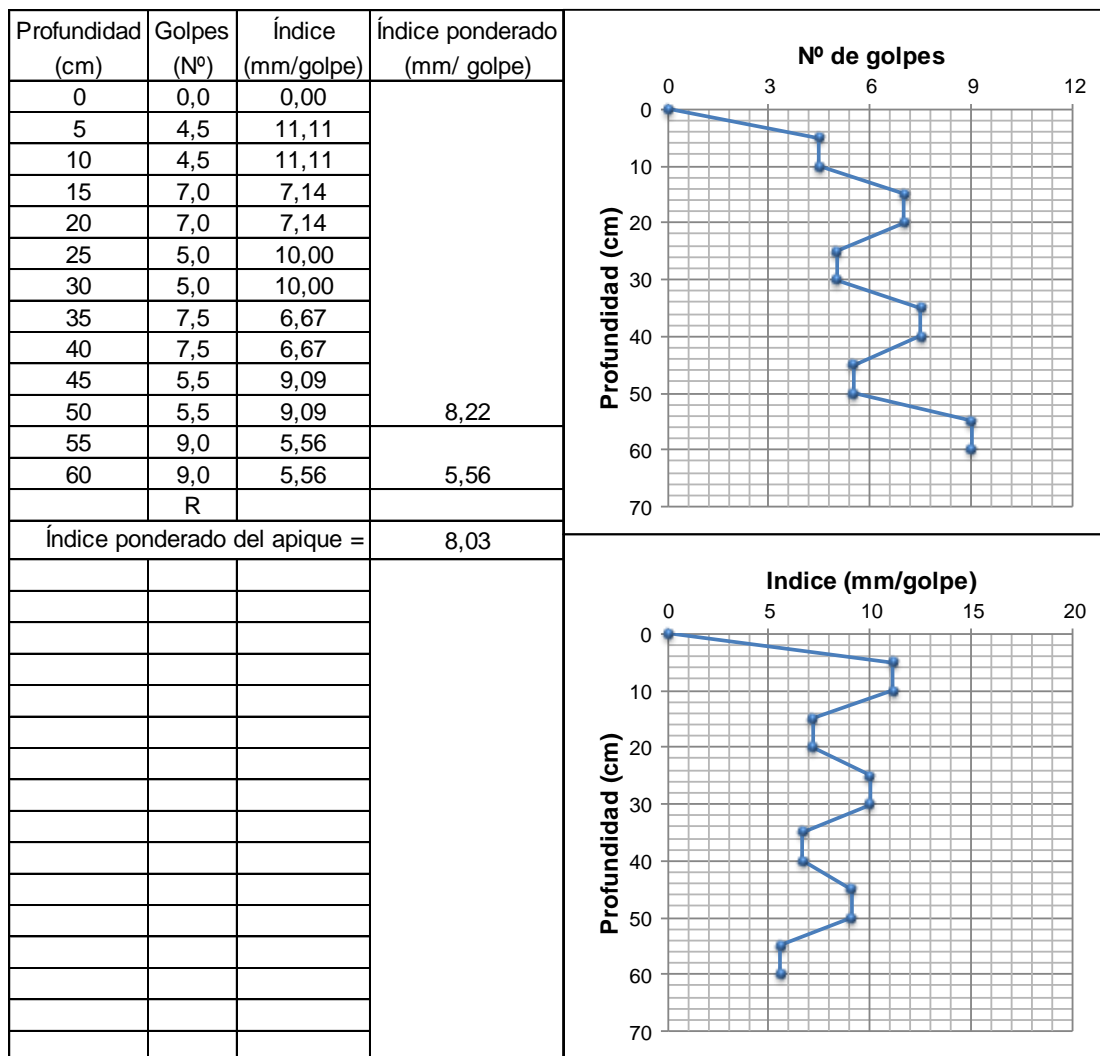 Profundidad Golpes Índice Índice ponderado
(cm) (Nº) (mm/golpe) (mm/ golpe)
0 0,0 0,00
5 4,5 11,11
10 4,5 11,11
15 7,0 7,14
20 7,0 7,14
25 5,0 10,00
30 5,0 10,00
35 7,5 6,67
40 7,5 6,67
45 5,5 9,09
50 5,5 9,09 8,22
55 9,0 5,56
60 9,0 5,56 5,56
R
Índice ponderado del apique = 8,03
Nº de golpes
0 3 6 9 12
0
10
20
30
40
50
60
70
Profundidad (cm)
Indice (mm/golpe)
0 5 10 15 20
0
10
20
30
40
50
60
70
Profundidad (cm)